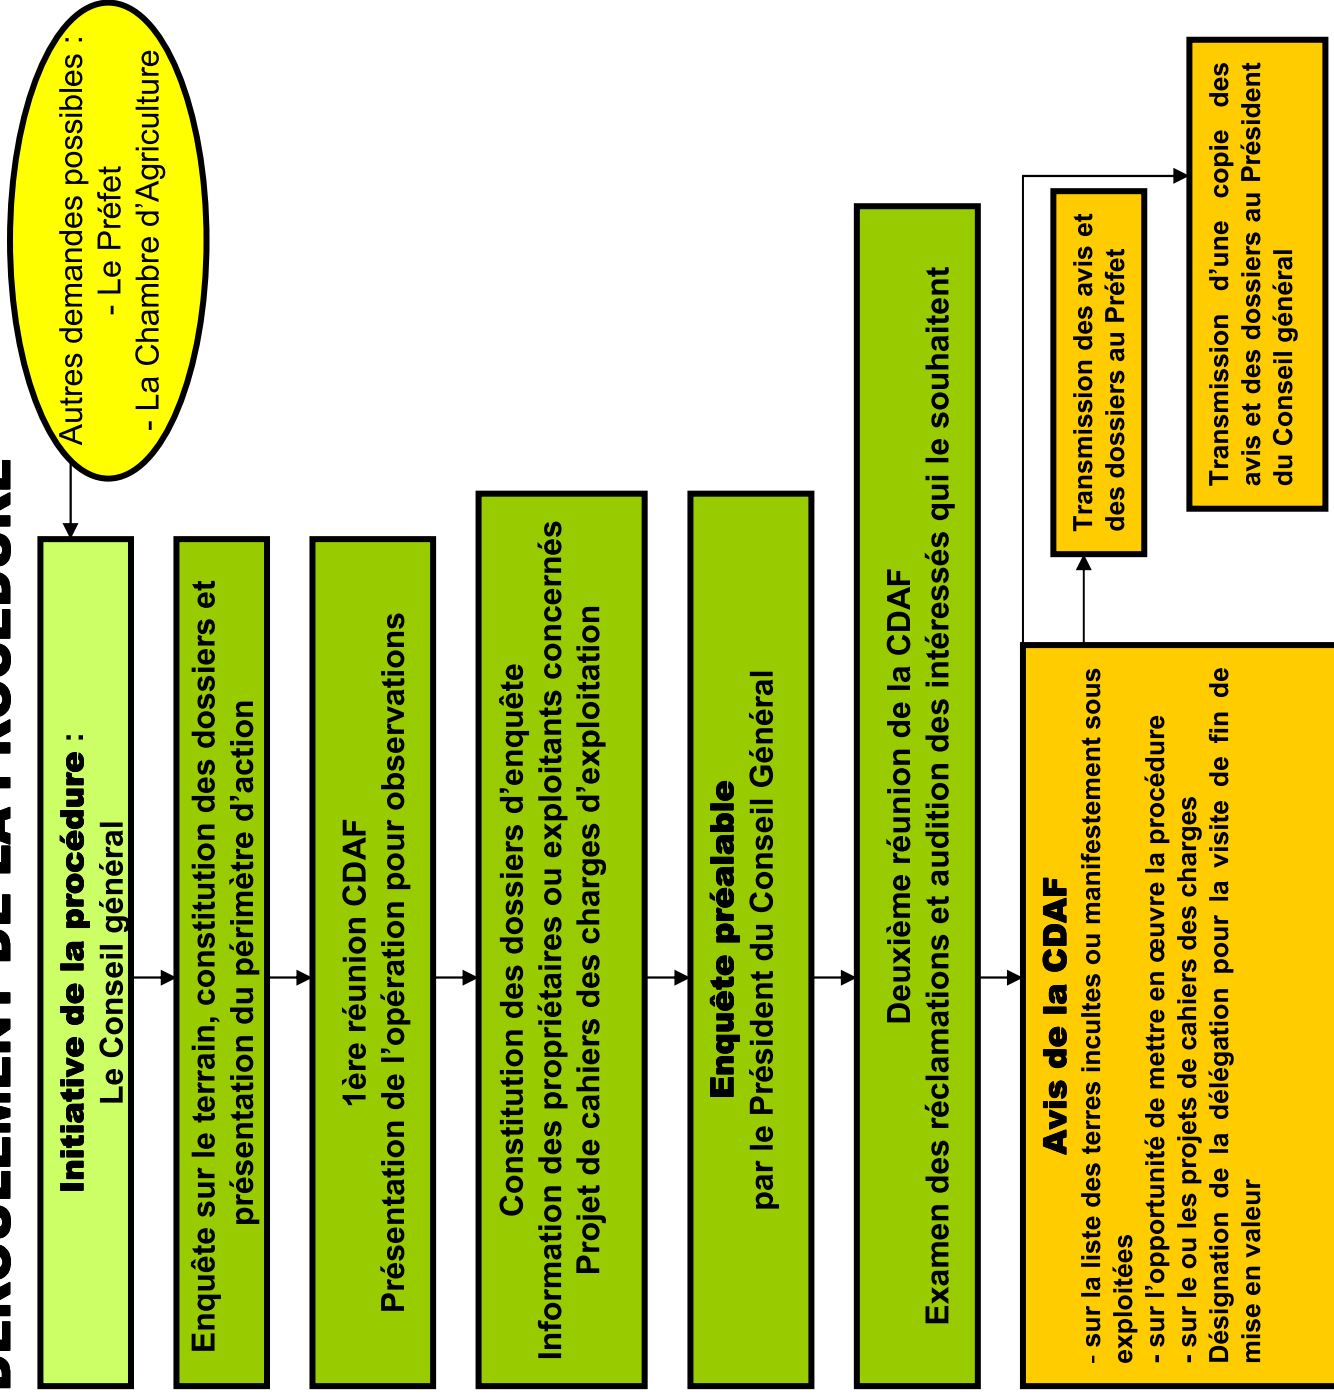 DEROULEMENT DE LA PROCEDURE
Autres demandes possibles :
- Le Préfet
- La Chambre d'Agriculture
Initiative de la procédure :
Le Conseil général
Enquête sur le terrain, constitution des dossiers et
présentation du périmètre d'action
1ère réunion CDAF
Présentation de l'opération pour observations
Constitution des dossiers d'enquête
Information des propriétaires ou exploitants concernés
Projet de cahiers des charges d'exploitation
Enquête préalable
par le Président du Conseil Général
Deuxième réunion de la CDAF
Examen des réclamations et audition des intéressés qui le souhaitent
Avis de la CDAF
- sur la liste des terres incultes ou manifestement sous
exploitées
- sur l'opportunité de mettre en œuvre la procédure
- sur le ou les projets de cahiers des charges
Désignation de la délégation pour la visite de fin de
mise en valeur
Transmission des avis et
des dossiers au Préfet
Transmission d'une copie des
avis et des dossiers au Président
du Conseil général